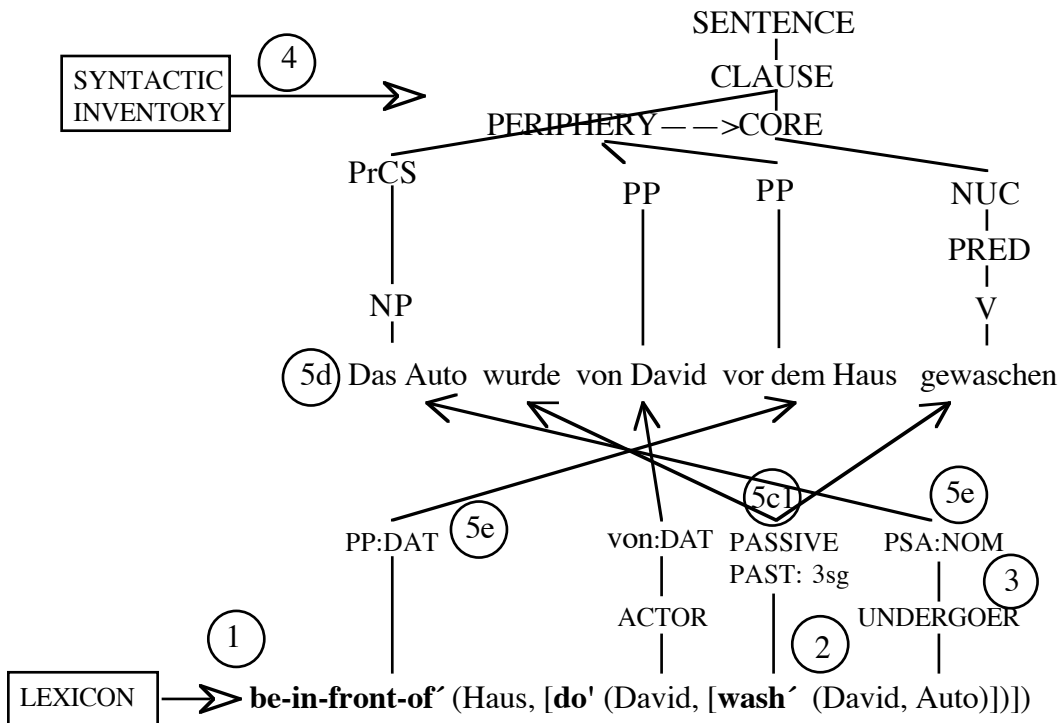 SENTENCE
4
SYNTACTIC
INVENTORY
CLAUSE
PERIPHERY — — >CORE
PrCS
PP PP NUC
PRED
NP V
5d Das Auto wurde von David vor dem Haus gewaschen
5c1 5e
5e
PP:DAT von:DAT PASSIVE PSA:NOM
PAST: 3sg
3
ACTOR UNDERGOER
1 2
LEXICON be-in-front-of´ (Haus, [do' (David, [wash´ (David, Auto)])])